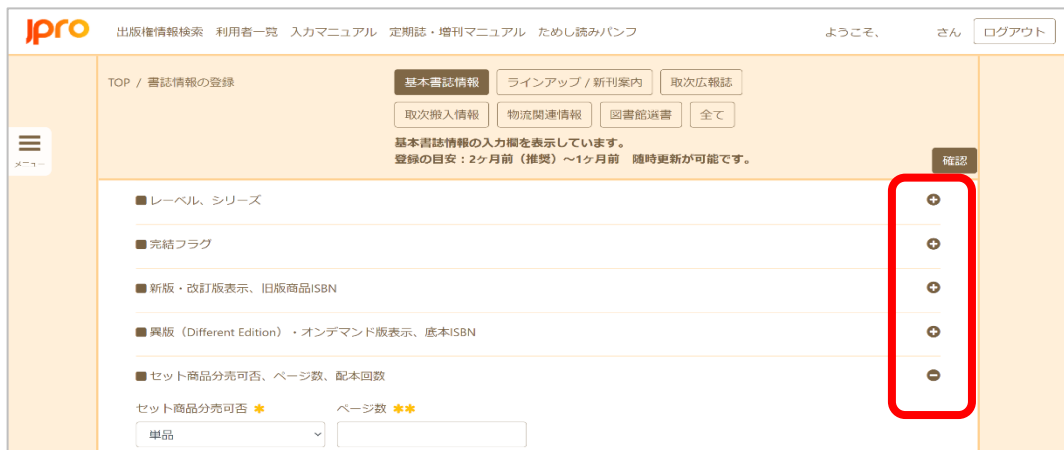 jpro 出版権情報検索 利用者一覧 入力マニュアル 定期誌・増刊マニュアル ためし読みパンフ ようこそ、 さん ログアウト
TOP / 書誌情報の登録 基本書誌情報 ラインアップ / 新刊案内 取次広報誌
取次搬入情報 物流関連情報 図書館選書 全て
メニュー
基本書誌情報の入力欄を表示しています。
登録の目安：2ヶ月前（推奨）～1ヶ月前　随時更新が可能です。
確認
■レーベル、シリーズ
■完結フラグ
■新版・改訂版表示、旧版商品ISBN
■異版（Different Edition）・オンデマンド版表示、底本ISBN
■セット商品分売可否、ページ数、配本回数
セット商品分売可否 ＊ ページ数 ＊＊
単品